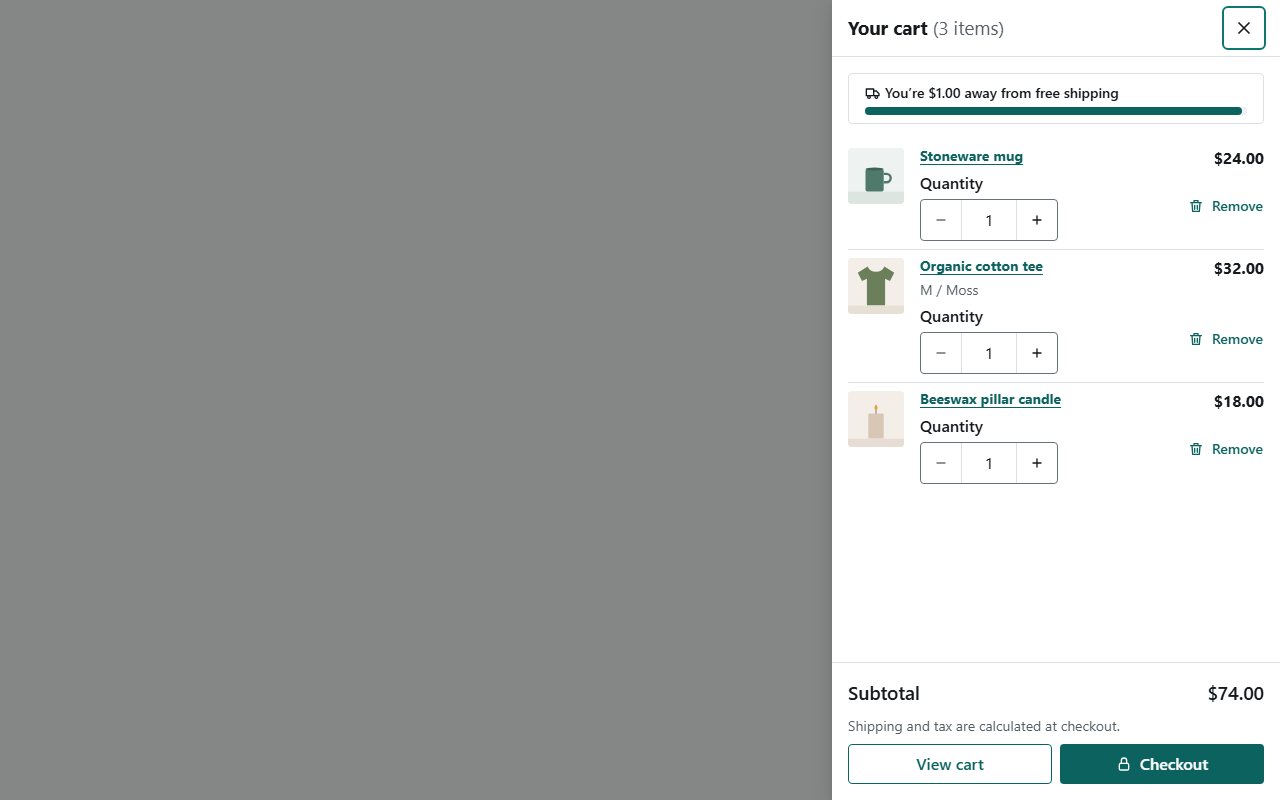 Your cart (3 items)
You’re $1.00 away from free shipping
Stoneware mug
$24.00
Quantity
− 1 +
Remove
Organic cotton tee
$32.00
M / Moss
Quantity
− 1 +
Remove
Beeswax pillar candle
$18.00
Quantity
− 1 +
Remove
Subtotal
$74.00
Shipping and tax are calculated at checkout.
View cart
Checkout